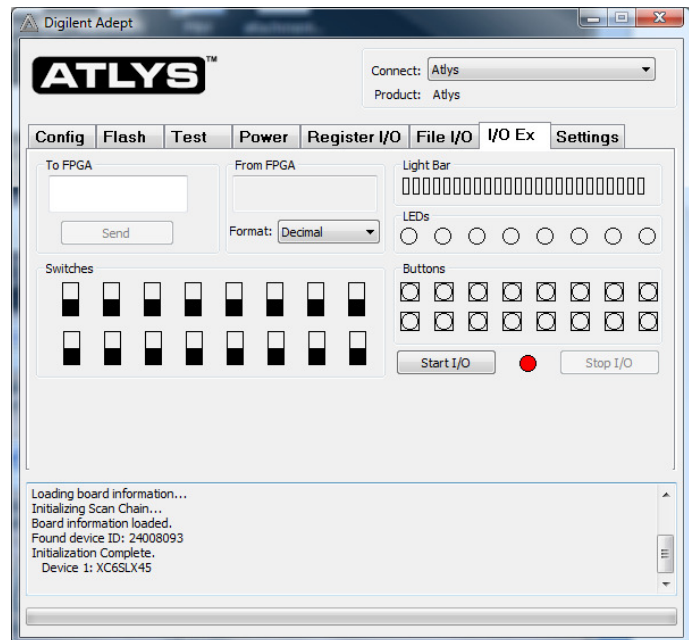 Digilent Adept
ATLYS™
Connect: Atlys
Product: Atlys
Config Flash Test Power Register I/O File I/O I/O Ex Settings
To FPGA
From FPGA
Light Bar
Send
Format: Decimal
LEDs
Switches
Buttons
Start I/O
Stop I/O
Loading board information...
Initializing Scan Chain...
Board information loaded.
Found device ID: 24008093
Initialization Complete.
Device 1: XC6SLX45